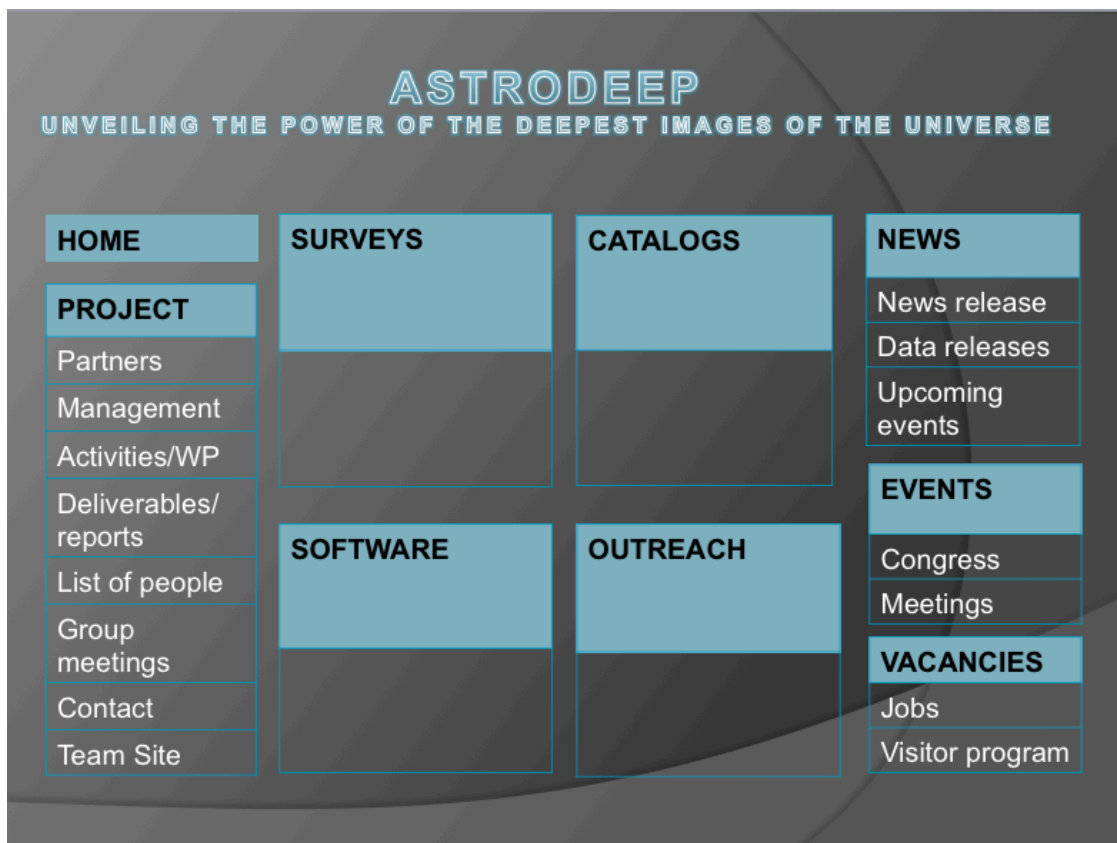 ASTRODEEP
UNVEILING THE POWER OF THE DEEPEST IMAGES OF THE UNIVERSE
HOME
PROJECT
Partners
Management
Activities/WP
Deliverables/
reports
List of people
Group
meetings
Contact
Team Site
SURVEYS
CATALOGS
SOFTWARE
OUTREACH
NEWS
News release
Data releases
Upcoming
events
EVENTS
Congress
Meetings
VACANCIES
Jobs
Visitor program